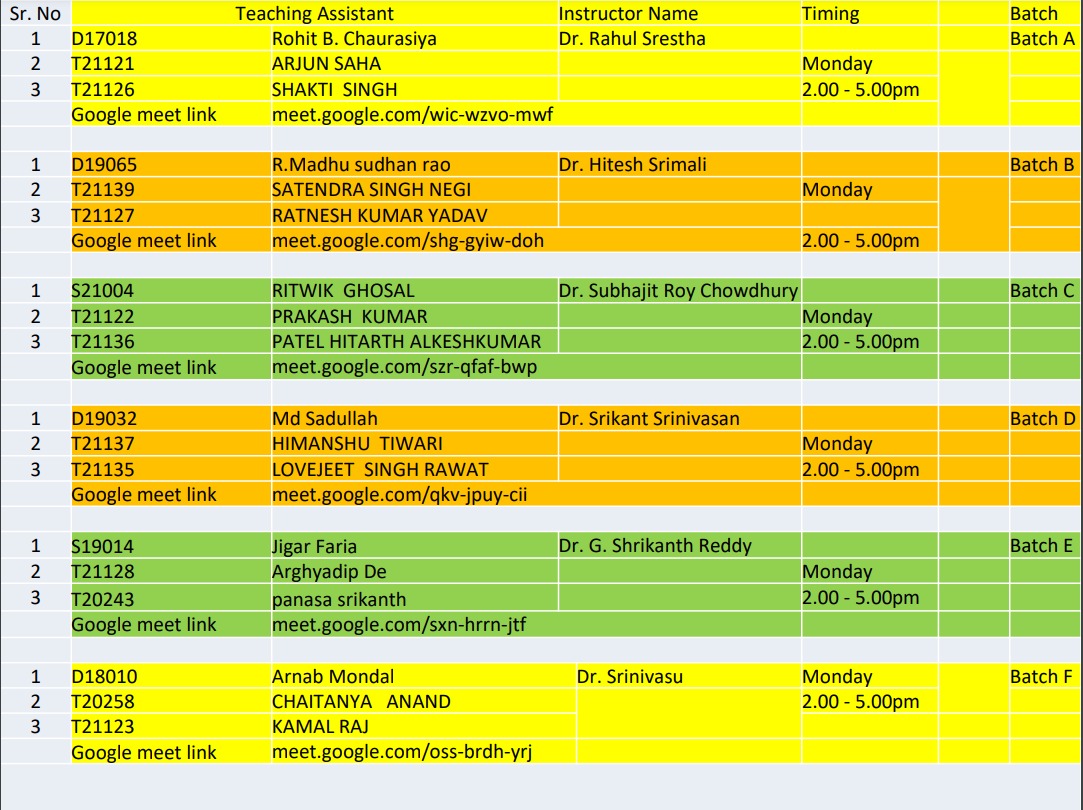 Sr. No Teaching Assistant Instructor Name Timing Batch
1 D17018 Rohit B. Chaurasiya Dr. Rahul Srestha Batch A
2 T21121 ARJUN SAHA Monday
3 T21126 SHAKTI SINGH 2.00 - 5.00pm
Google meet link meet.google.com/wic-wzvo-mwf
1 D19065 R.Madhu sudhan rao Dr. Hitesh Srimali Batch B
2 T21139 SATENDRA SINGH NEGI Monday
3 T21127 RATNESH KUMAR YADAV
Google meet link meet.google.com/shg-gyiw-doh 2.00 - 5.00pm
1 S21004 RITWIK GHOSAL Dr. Subhajit Roy Chowdhury Batch C
2 T21122 PRAKASH KUMAR Monday
3 T21136 PATEL HITARTH ALKESHKUMAR 2.00 - 5.00pm
Google meet link meet.google.com/szr-qfaf-bwp
1 D19032 Md Sadullah Dr. Srikant Srinivasan Batch D
2 T21137 HIMANSHU TIWARI Monday
3 T21135 LOVEJEET SINGH RAWAT 2.00 - 5.00pm
Google meet link meet.google.com/qkv-jpuy-cii
1 S19014 Jigar Faria Dr. G. Shrikanth Reddy Batch E
2 T21128 Arghyadip De Monday
3 T20243 panasa srikanth 2.00 - 5.00pm
Google meet link meet.google.com/sxn-hrrn-jtf
1 D18010 Arnab Mondal Dr. Srinivasu Monday Batch F
2 T20258 CHAITANYA ANAND 2.00 - 5.00pm
3 T21123 KAMAL RAJ
Google meet link meet.google.com/oss-brdh-yrj